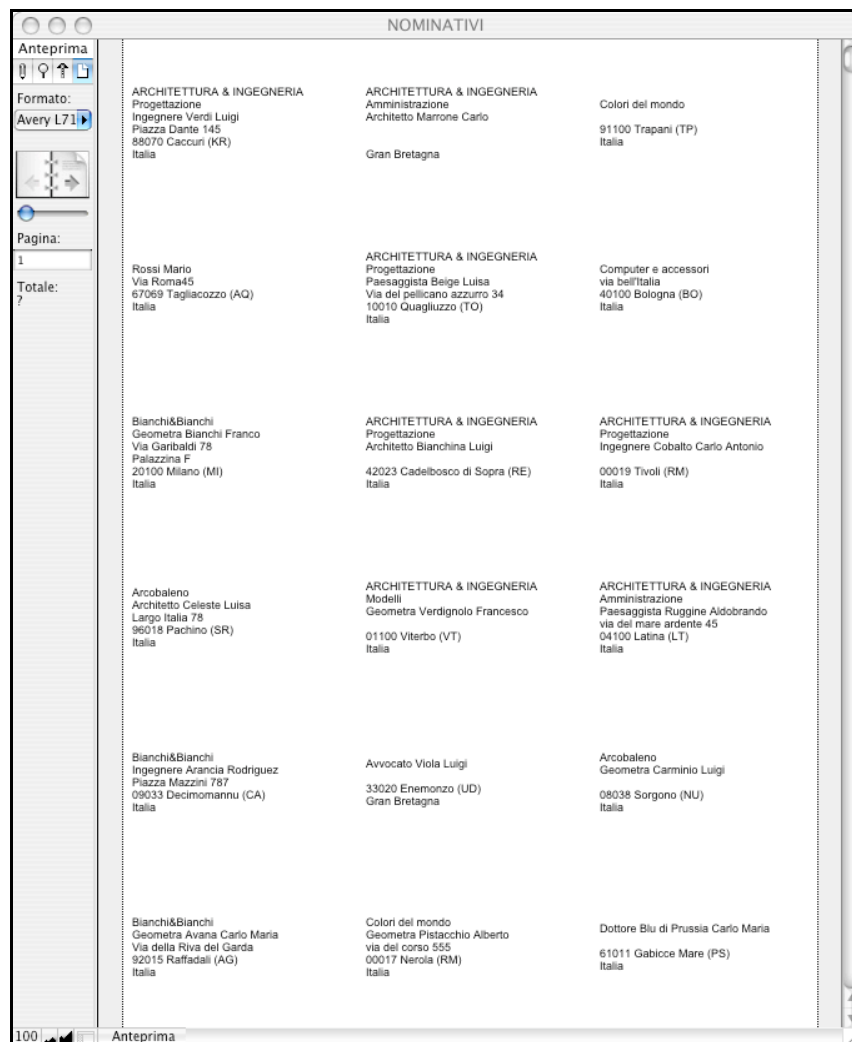 NOMINATIVI
Anteprima
Formato:
Avery L71
Pagina:
1
Totale:
?
ARCHITETTURA & INGEGNERIA
Progettazione
Ingegnere Verdi Luigi
Piazza Dante 145
88070 Caccuri (KR)
Italia
ARCHITETTURA & INGEGNERIA
Amministrazione
Architetto Marrone Carlo
Gran Bretagna
Colori del mondo
91100 Trapani (TP)
Italia
Rossi Mario
Via Roma45
67069 Tagliacozzo (AQ)
Italia
ARCHITETTURA & INGEGNERIA
Progettazione
Paesaggista Beige Luisa
Via del pellicano azzurro 34
10010 Quagliuzzo (TO)
Italia
Computer e accessori
via bell'Italia
40100 Bologna (BO)
Italia
Bianchi&Bianchi
Geometra Bianchi Franco
Via Garibaldi 78
Palazzina F
20100 Milano (MI)
Italia
ARCHITETTURA & INGEGNERIA
Progettazione
Architetto Bianchina Luigi
42023 Cadelbosco di Sopra (RE)
Italia
ARCHITETTURA & INGEGNERIA
Progettazione
Ingegnere Cobalto Carlo Antonio
00019 Tivoli (RM)
Italia
Arcobaleno
Architetto Celeste Luisa
Largo Italia 78
96018 Pachino (SR)
Italia
ARCHITETTURA & INGEGNERIA
Modelli
Geometra Verdignolo Francesco
01100 Viterbo (VT)
Italia
ARCHITETTURA & INGEGNERIA
Amministrazione
Paesaggista Ruggine Aldobrando
via del mare ardente 45
04100 Latina (LT)
Italia
Bianchi&Bianchi
Ingegnere Arancia Rodriguez
Piazza Mazzini 787
09033 Decimomannu (CA)
Italia
Avvocato Viola Luigi
33020 Enemonzo (UD)
Gran Bretagna
Arcobaleno
Geometra Carminio Luigi
08038 Sorgono (NU)
Italia
Bianchi&Bianchi
Geometra Avana Carlo Maria
Via della Riva del Garda
92015 Raffadali (AG)
Italia
Colori del mondo
Geometra Pistacchio Alberto
via del corso 555
00017 Nerola (RM)
Italia
Dottore Blu di Prussia Carlo Maria
61011 Gabicce Mare (PS)
Italia
100
Anteprima